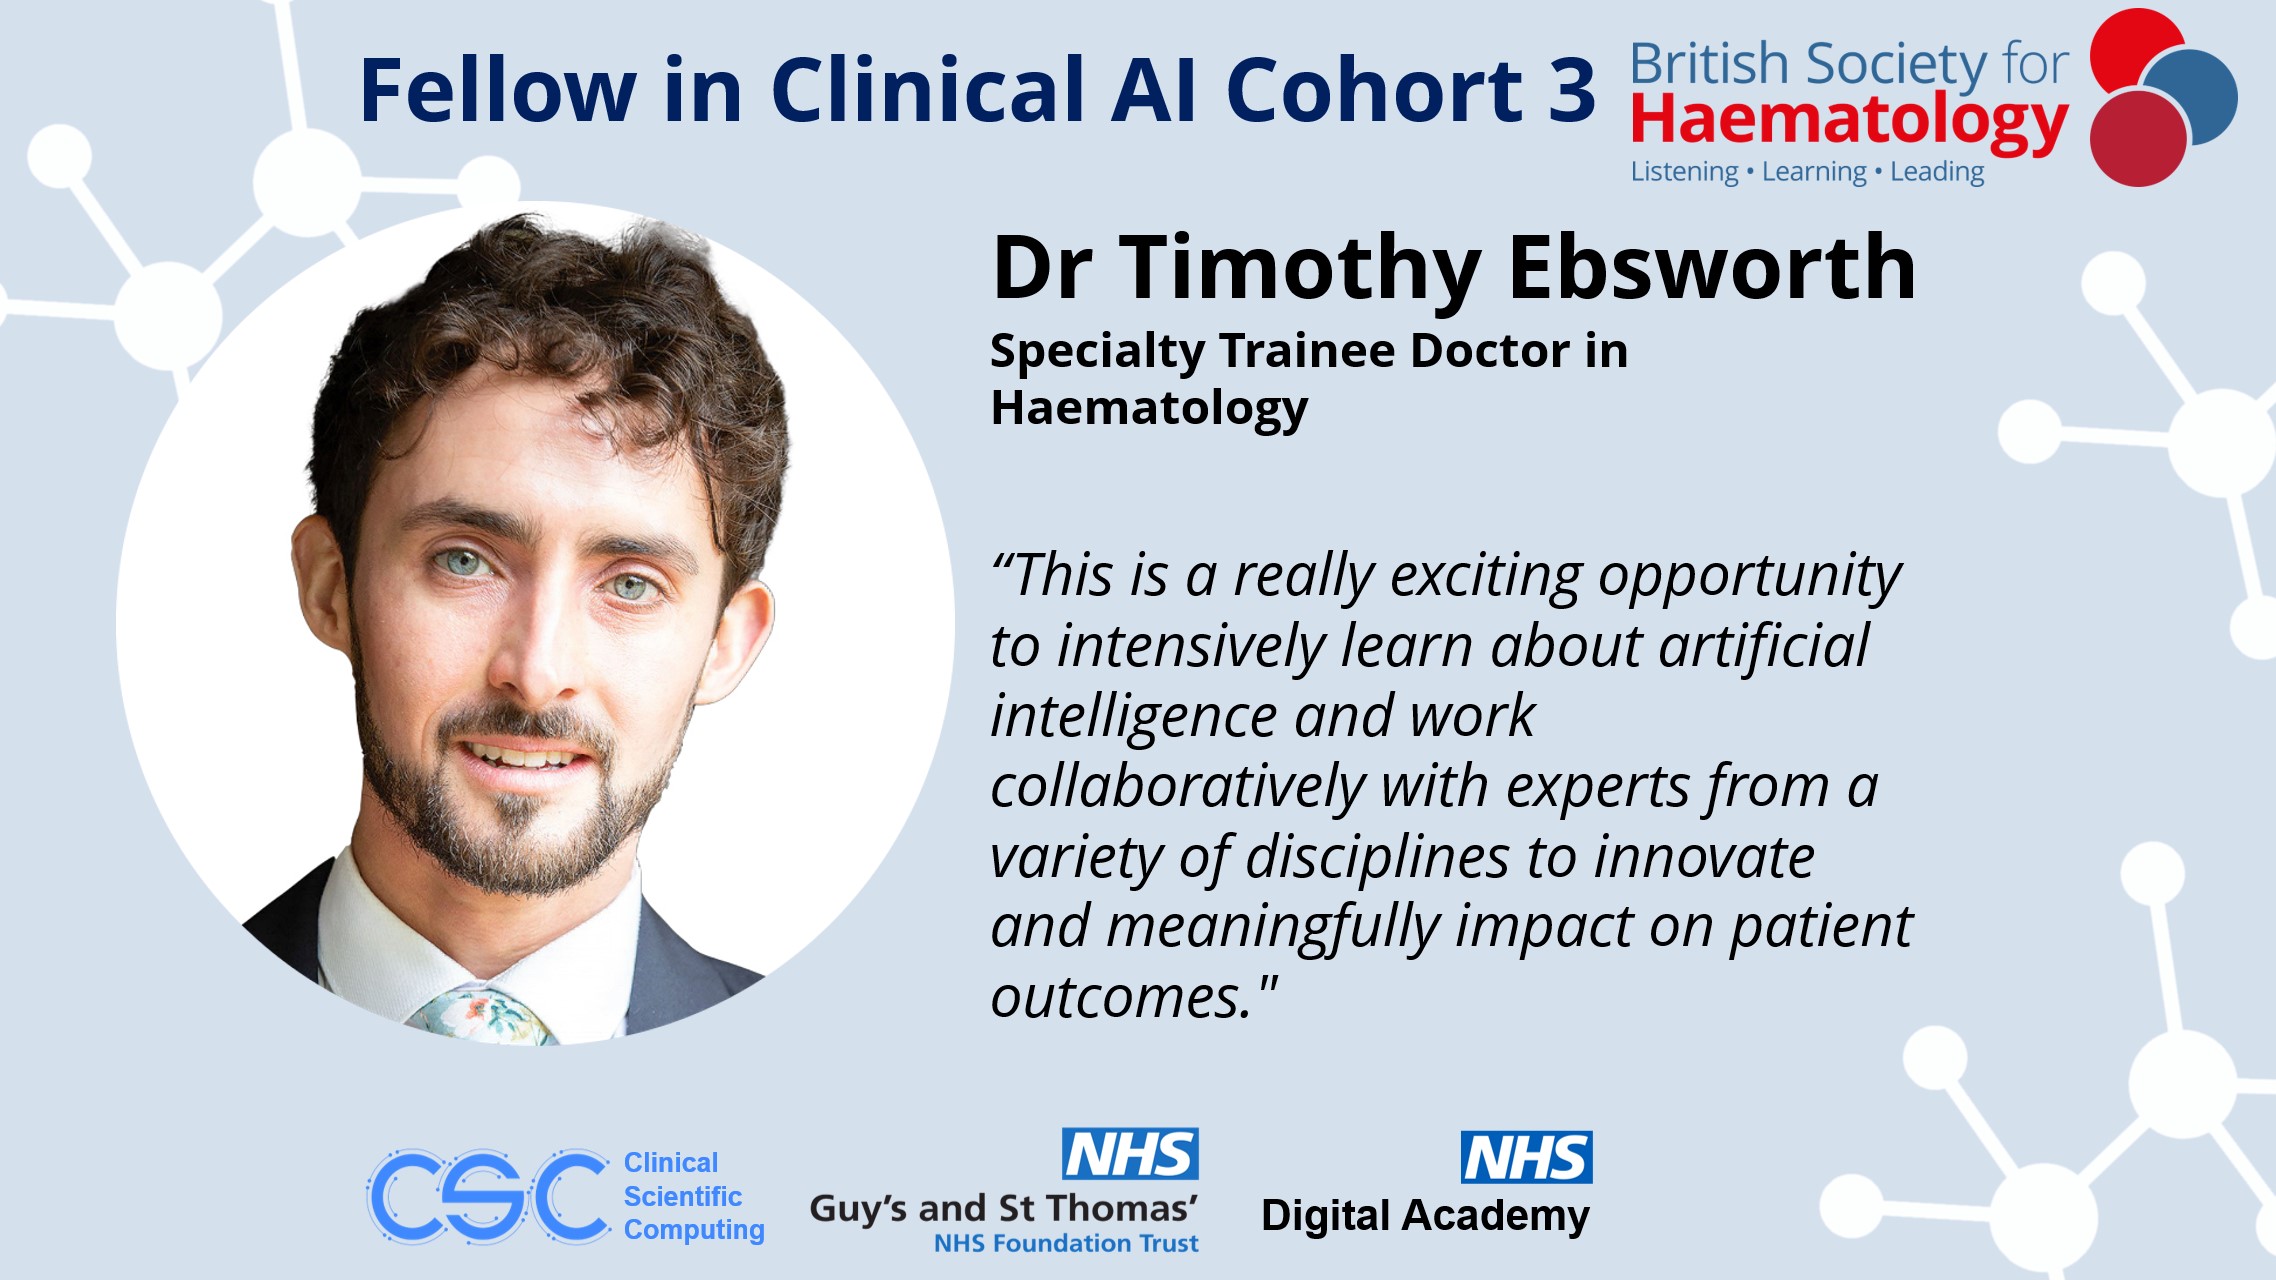 Fellow in Clinical AI Cohort 3
British Society for
Haematology
Listening • Learning • Leading
Dr Timothy Ebsworth
Specialty Trainee Doctor in
Haematology
“This is a really exciting opportunity
to intensively learn about artificial
intelligence and work
collaboratively with experts from a
variety of disciplines to innovate
and meaningfully impact on patient
outcomes."
CSC
Clinical
Scientific
Computing
NHS
Guy’s and St Thomas’
NHS Foundation Trust
NHS
Digital Academy